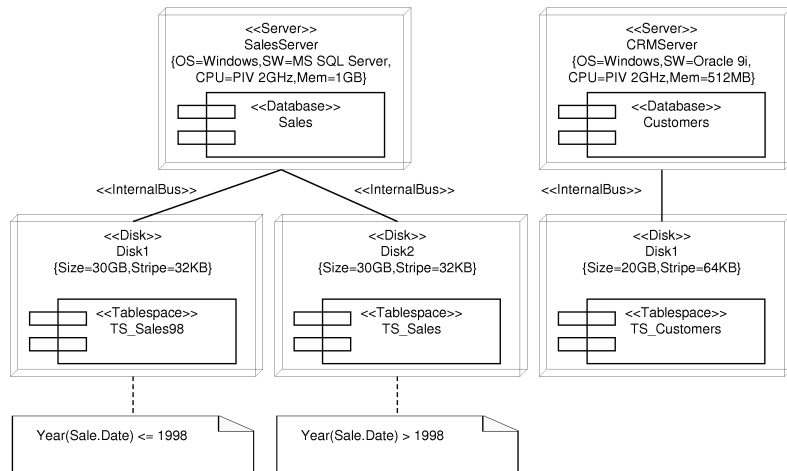 <<Server>>
SalesServer
{OS=Windows,SW=MS SQL Server,
CPU=PIV 2GHz,Mem=1GB}
<<Database>>
Sales
<<Server>>
CRMServer
{OS=Windows,SW=Oracle 9i,
CPU=PIV 2GHz,Mem=512MB}
<<Database>>
Customers
<<InternalBus>>
<<InternalBus>>
<<InternalBus>>
<<Disk>>
Disk1
{Size=30GB,Stripe=32KB}
<<Tablespace>>
TS_Sales98
<<Disk>>
Disk2
{Size=30GB,Stripe=32KB}
<<Tablespace>>
TS_Sales
<<Disk>>
Disk1
{Size=20GB,Stripe=64KB}
<<Tablespace>>
TS_Customers
Year(Sale.Date) <= 1998
Year(Sale.Date) > 1998